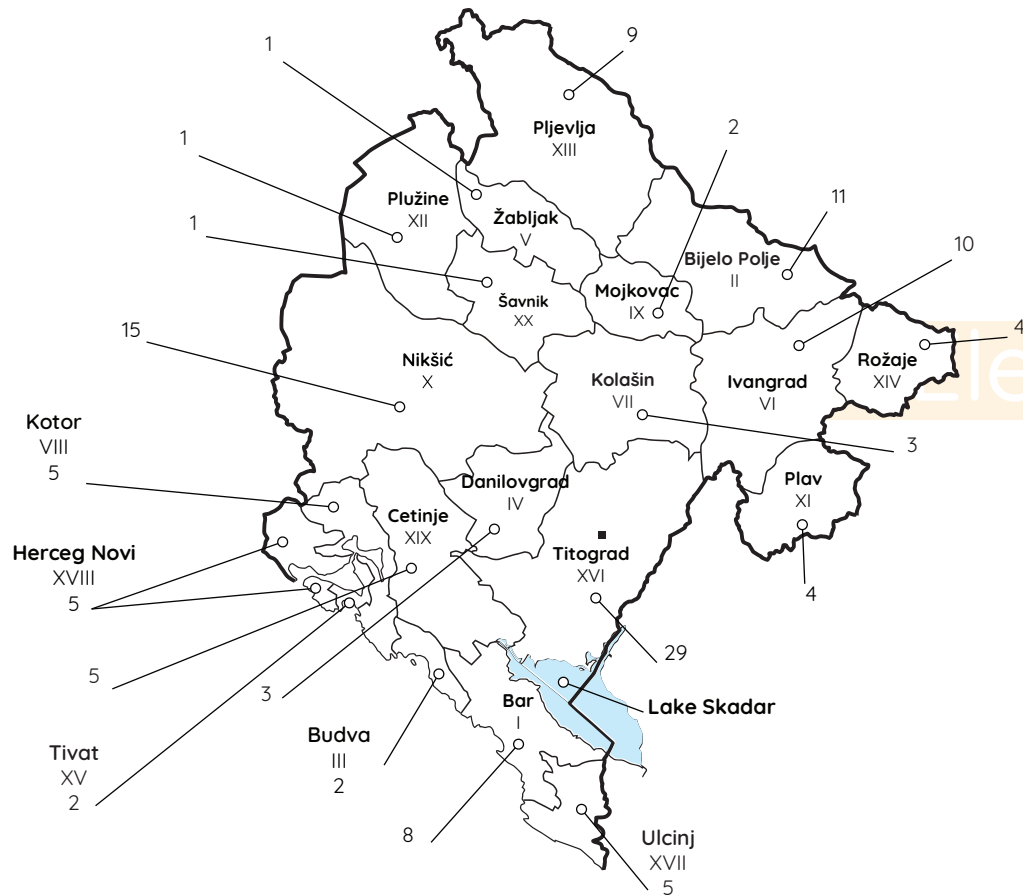 1
9
Pljevlja
XIII
2
1
Plužine
XII
Žabljak
V
11
1
Bijelo Polje
II
10
Šavnik
XX
Mojkovac
IX
15
4
Nikšić
X
Kolašin
VII
Ivangrad
VI
Rožaje
XIV
Kotor
VIII
5
3
Danilovgrad
IV
Plav
XI
Cetinje
XIX
Herceg Novi
XVIII
5
Titograd
XVI
4
29
5
3
Bar
I
Lake Skadar
Budva
III
2
Tivat
XV
2
8
Ulcinj
XVII
5